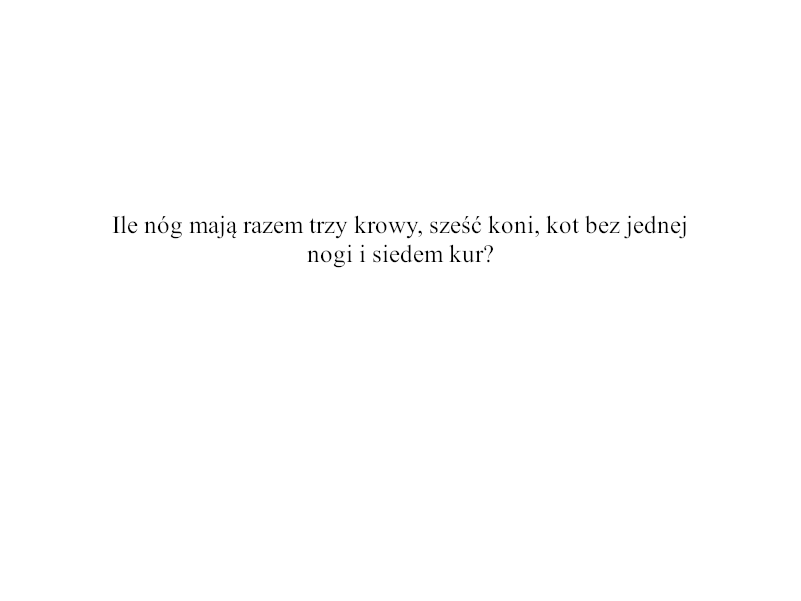 Ile nóg mają razem trzy krowy, sześć koni, kot bez jednej
nogi i siedem kur?